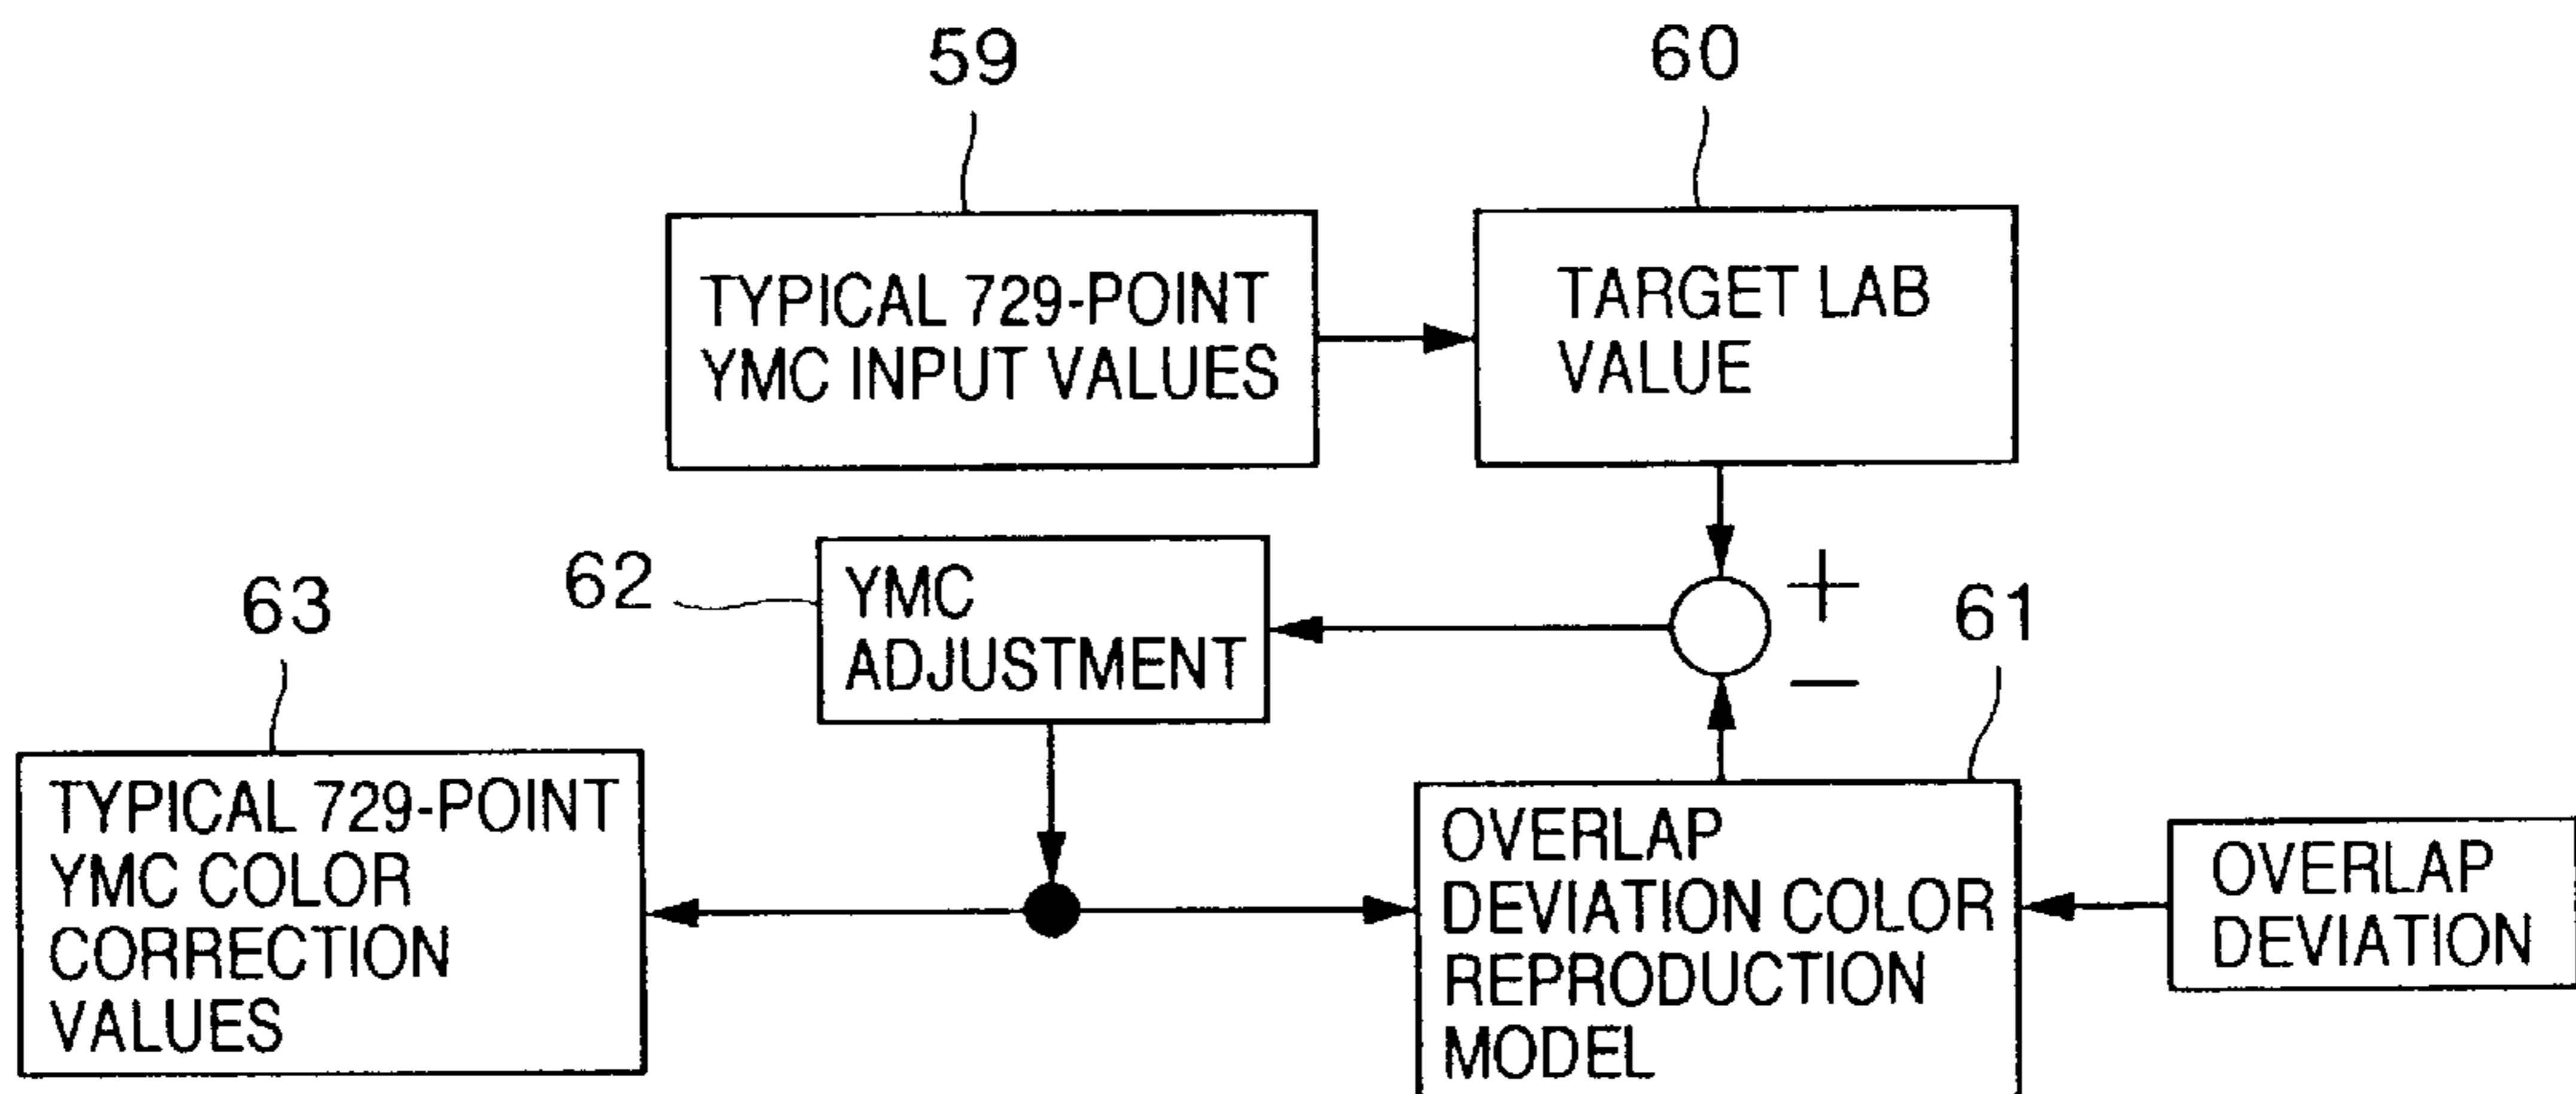 59
60
TYPICAL 729-POINT
YMC INPUT VALUES
TARGET LAB
VALUE
62
YMC
ADJUSTMENT
+
−
61
63
TYPICAL 729-POINT
YMC COLOR
CORRECTION
VALUES
OVERLAP
DEVIATION COLOR
REPRODUCTION
MODEL
OVERLAP
DEVIATION